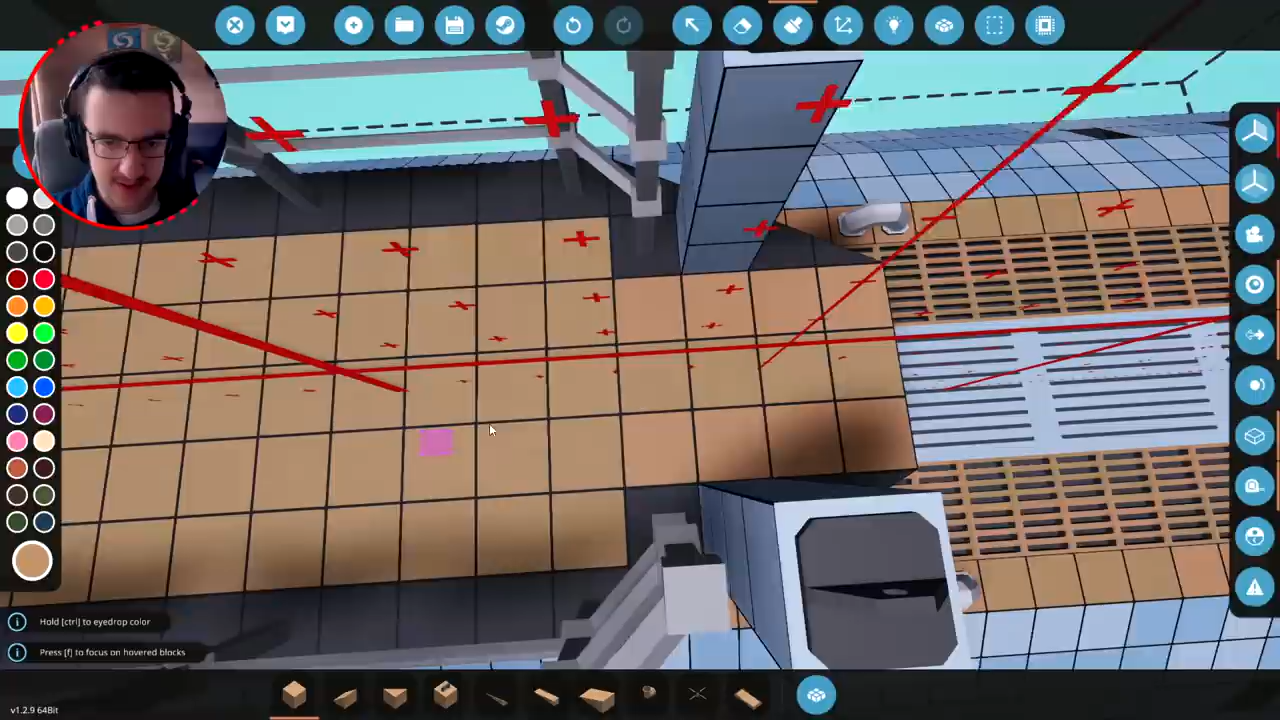 Hold [ctrl] to eyedrop color
Press [f] to focus on hovered blocks
v1.2.9 64Bit